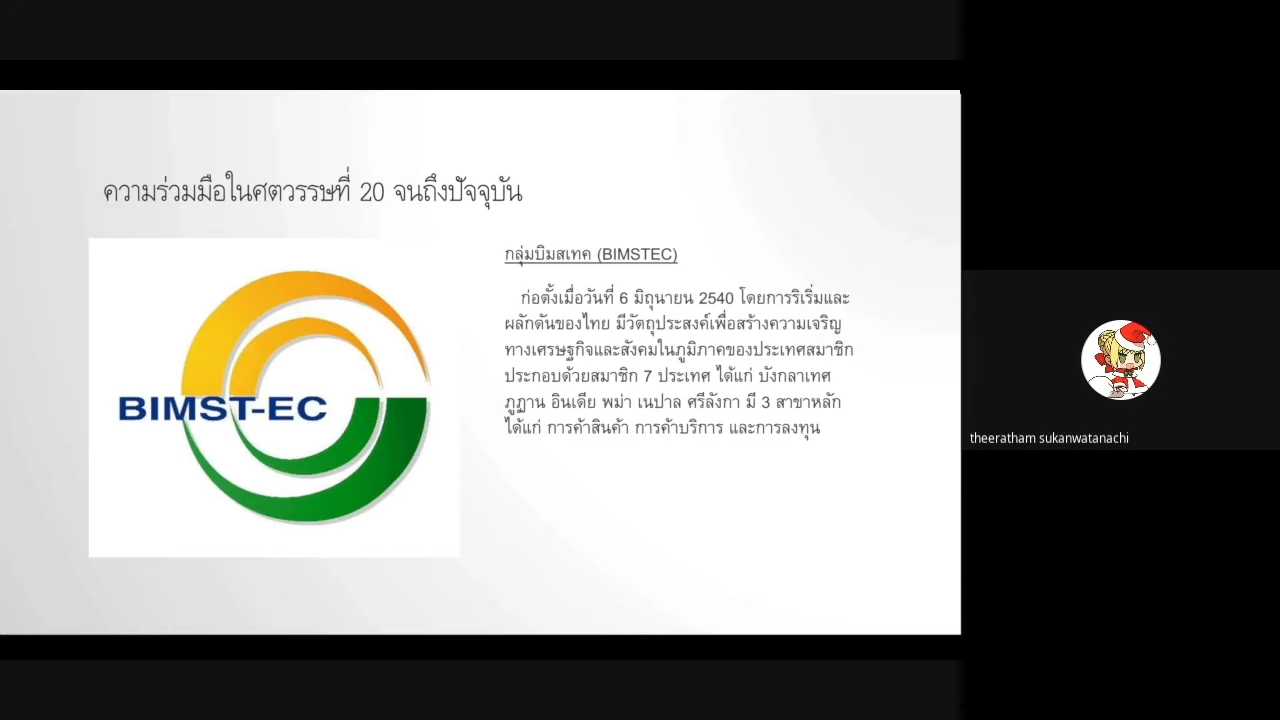 ความร่วมมือในศตวรรษที่ 20 จนถึงปัจจุบัน
BIMST-EC
กลุ่มบิมสเทค (BIMSTEC)
ก่อตั้งเมื่อวันที่ 6 มิถุนายน 2540 โดยการริเริ่มและ
ผลักดันของไทย มีวัตถุประสงค์เพื่อสร้างความเจริญ
ทางเศรษฐกิจและสังคมในภูมิภาคของประเทศสมาชิก
ประกอบด้วยสมาชิก 7 ประเทศ ได้แก่ บังกลาเทศ
ภูฏาน อินเดีย พม่า เนปาล ศรีลังกา มี 3 สาขาหลัก
ได้แก่ การค้าสินค้า การค้าบริการ และการลงทุน
theeratham sukanwatanachi